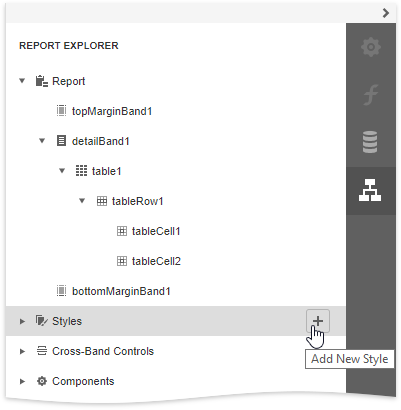 REPORT EXPLORER
Report
topMarginBand1
detailBand1
table1
tableRow1
tableCell1
tableCell2
bottomMarginBand1
Styles
Add New Style
Cross-Band Controls
Components